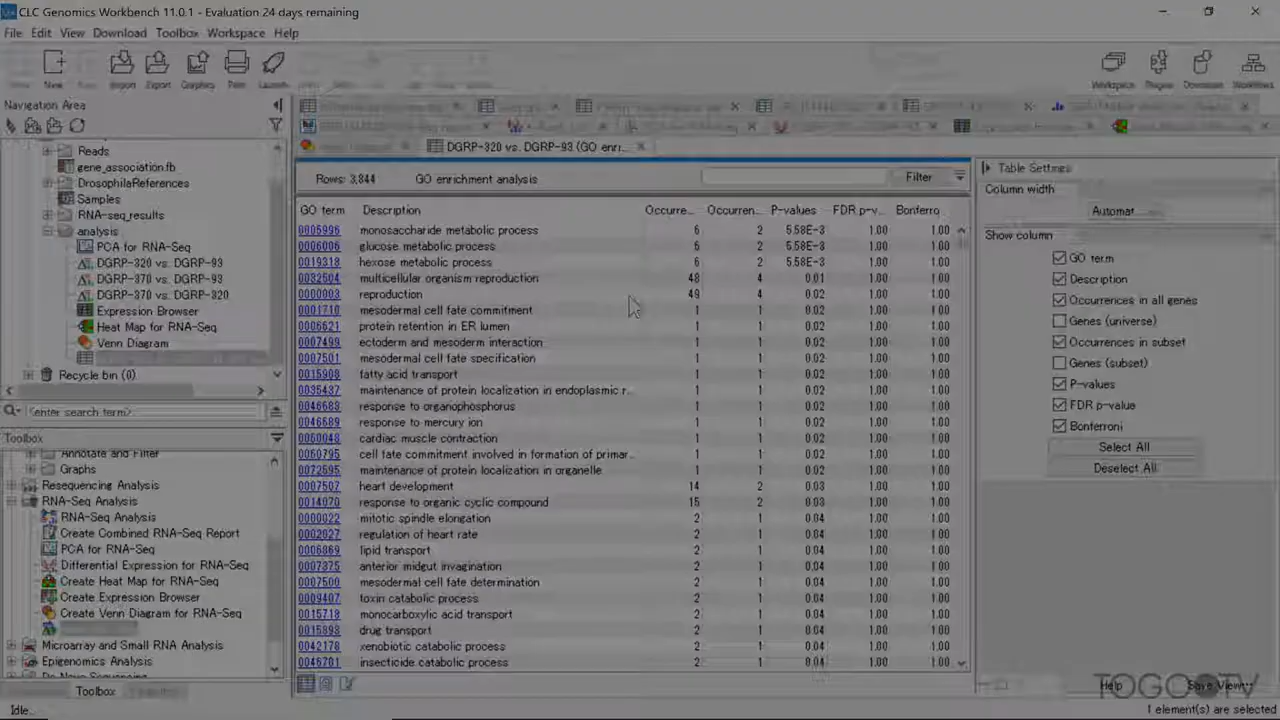 CLC Genomics Workbench 11.0.1 - Evaluation 24 days remaining
File Edit View Download Toolbox Workspace Help
New Import Export Graphics Print Launch Workspace Plugins Download Workflows
Navigation Area
Reads
gene_association.fb
DrosophilaReferences
Samples
RNA-seq_results
analysis
PCA for RNA-Seq
DGRP-320 vs. DGRP-93
DGRP-370 vs. DGRP-93
DGRP-370 vs. DGRP-320
Expression Browser
Heat Map for RNA-Seq
Venn Diagram
Recycle bin (0)
<enter search term>
Toolbox
Annotate and Filter
Graphs
Resequencing Analysis
RNA-Seq Analysis
RNA-Seq Analysis
Create Combined RNA-Seq Report
PCA for RNA-Seq
Differential Expression for RNA-Seq
Create Heat Map for RNA-Seq
Create Expression Browser
Create Venn Diagram for RNA-Seq
Microarray and Small RNA Analysis
Epigenomics Analysis
De Novo Sequencing
Toolbox
Idle...
DGRP-320 vs. DGRP-93 (GO enri...
Rows: 3,844 GO enrichment analysis Filter
GO term Description Occurre... Occurren... P-values FDR p-v... Bonferro
0005996 monosaccharide metabolic process 6 2 5.58E-3 1.00 1.00
0006006 glucose metabolic process 6 2 5.58E-3 1.00 1.00
0019318 hexose metabolic process 6 2 5.58E-3 1.00 1.00
0032504 multicellular organism reproduction 48 4 0.01 1.00 1.00
0000003 reproduction 49 4 0.02 1.00 1.00
0001710 mesodermal cell fate commitment 1 1 0.02 1.00 1.00
0006621 protein retention in ER lumen 1 1 0.02 1.00 1.00
0007499 ectoderm and mesoderm interaction 1 1 0.02 1.00 1.00
0007501 mesodermal cell fate specification 1 1 0.02 1.00 1.00
0015908 fatty acid transport 1 1 0.02 1.00 1.00
0035437 maintenance of protein localization in endoplasmic r... 1 1 0.02 1.00 1.00
0046683 response to organophosphorus 1 1 0.02 1.00 1.00
0046689 response to mercury ion 1 1 0.02 1.00 1.00
0060048 cardiac muscle contraction 1 1 0.02 1.00 1.00
0060795 cell fate commitment involved in formation of primar... 1 1 0.02 1.00 1.00
0072595 maintenance of protein localization in organelle 1 1 0.02 1.00 1.00
0007507 heart development 14 2 0.03 1.00 1.00
0014070 response to organic cyclic compound 15 2 0.03 1.00 1.00
0000022 mitotic spindle elongation 2 1 0.04 1.00 1.00
0002027 regulation of heart rate 2 1 0.04 1.00 1.00
0006869 lipid transport 2 1 0.04 1.00 1.00
0007375 anterior midgut invagination 2 1 0.04 1.00 1.00
0007500 mesodermal cell fate determination 2 1 0.04 1.00 1.00
0009407 toxin catabolic process 2 1 0.04 1.00 1.00
0015718 monocarboxylic acid transport 2 1 0.04 1.00 1.00
0015893 drug transport 2 1 0.04 1.00 1.00
0042178 xenobiotic catabolic process 2 1 0.04 1.00 1.00
0046701 insecticide catabolic process 2 1 0.04 1.00 1.00
Table Settings
Column width
Automat
Show column
GO term
Description
Occurrences in all genes
Genes (universe)
Occurrences in subset
Genes (subset)
P-values
FDR p-value
Bonferroni
Select All
Deselect All
Help Save View...
TOGOTV
1 element(s) are selected